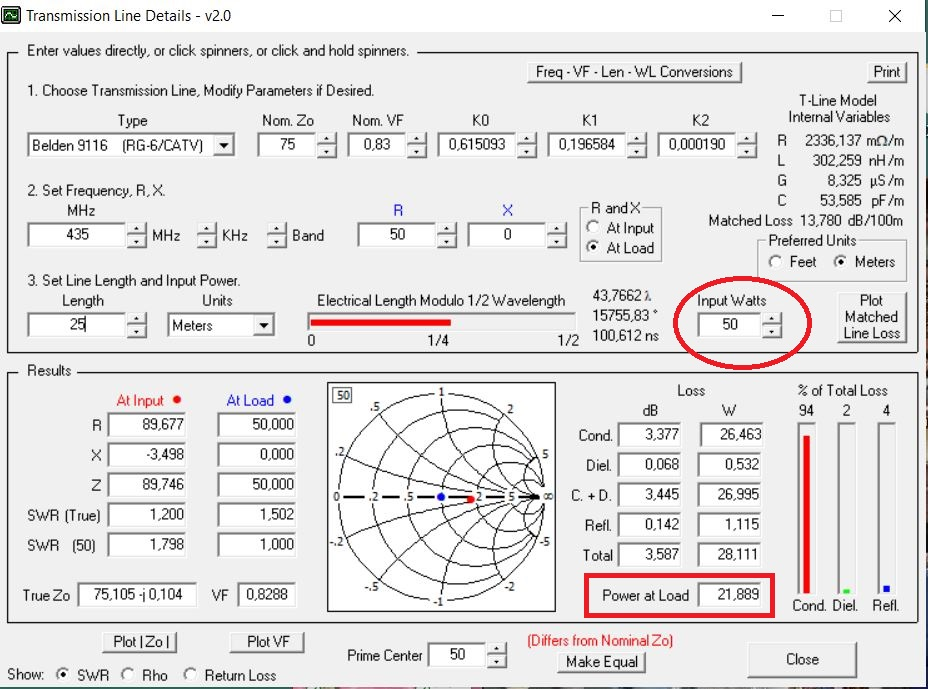 Transmission Line Details - v2.0
Enter values directly, or click spinners, or click and hold spinners.
Freq - VF - Len - WL Conversions
Print
1. Choose Transmission Line, Modify Parameters if Desired.
T-Line Model
Internal Variables
Type
Nom. Zo
Nom. VF
K0
K1
K2
Belden 9116 (RG-6/CATV)
75
0,83
0,615093
0,196584
0,000190
R 2336,137 mΩ/m
L 302,259 nH/m
G 8,325 µS/m
C 53,585 pF/m
Matched Loss 13,780 dB/100m
2. Set Frequency, R, X.
MHz
R
X
R and X
435
MHz
KHz
Band
50
0
At Input
At Load
Preferred Units
Feet
Meters
3. Set Line Length and Input Power.
Length
Units
Electrical Length Modulo 1/2 Wavelength
25
Meters
0
1/4
1/2
43,7662 λ
15755,83 °
100,612 ns
Input Watts
50
Plot
Matched
Line Loss
Results
At Input
At Load
R 89,677 50,000
X -3,498 0,000
Z 89,746 50,000
SWR (True) 1,200 1,502
SWR (50) 1,798 1,000
True Zo 75,105 -j 0,104
VF 0,8288
50
1
.5
2
.2
5
0 .2 .5 2 5 ∞
-.2
-5
-.5
-2
-1
Loss
dB W
Cond. 3,377 26,463
Diel. 0,068 0,532
C. + D. 3,445 26,995
Refl. 0,142 1,115
Total 3,587 28,111
Power at Load 21,889
% of Total Loss
94 2 4
Cond. Diel. Refl.
Plot |Zo|
Plot VF
Show: SWR Rho Return Loss
Prime Center 50
(Differs from Nominal Zo)
Make Equal
Close